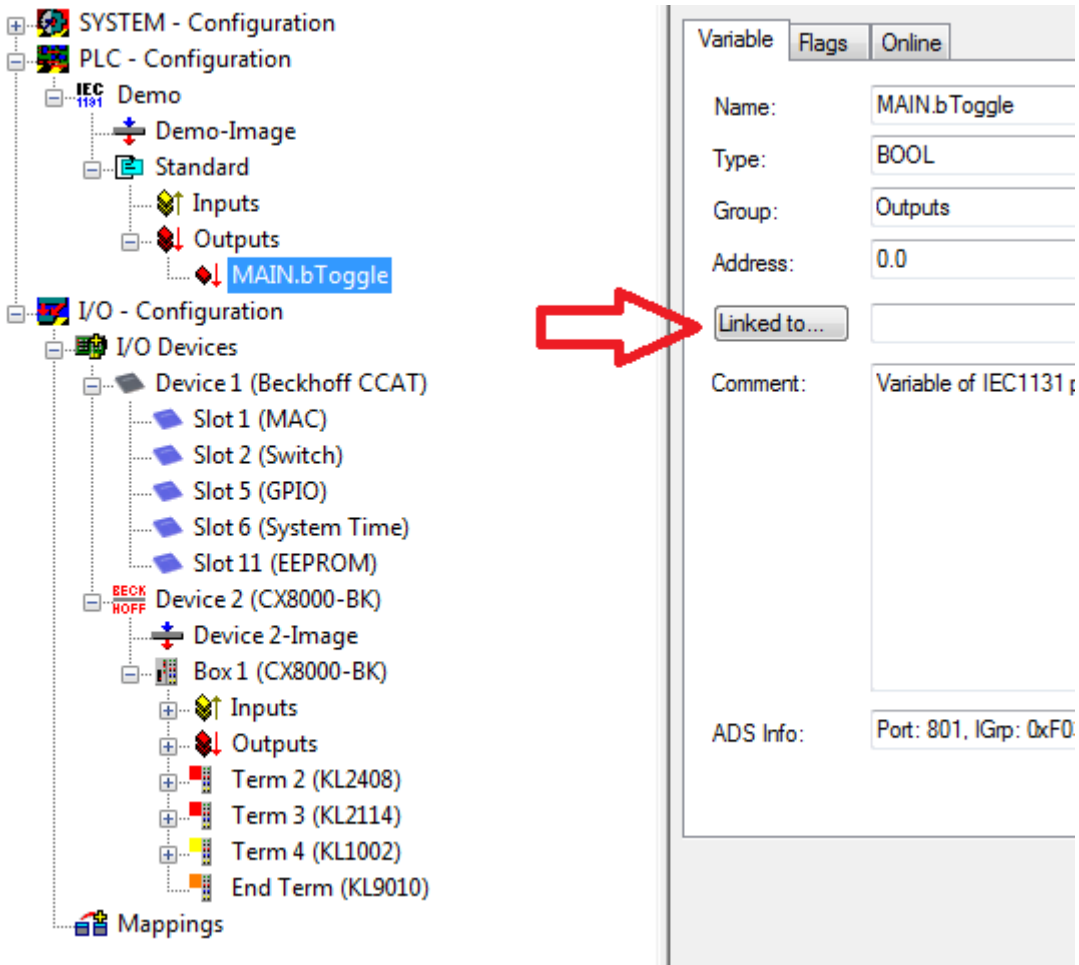 SYSTEM - Configuration
PLC - Configuration
IEC
1131
Demo
Demo-Image
Standard
Inputs
Outputs
MAIN.bToggle
I/O - Configuration
I/O Devices
Device 1 (Beckhoff CCAT)
Slot 1 (MAC)
Slot 2 (Switch)
Slot 5 (GPIO)
Slot 6 (System Time)
Slot 11 (EEPROM)
BECK
HOFF
Device 2 (CX8000-BK)
Device 2-Image
Box 1 (CX8000-BK)
Inputs
Outputs
Term 2 (KL2408)
Term 3 (KL2114)
Term 4 (KL1002)
End Term (KL9010)
Mappings
Variable Flags Online
Name: MAIN.bToggle
Type: BOOL
Group: Outputs
Address: 0.0
Linked to...
Comment: Variable of IEC1131
ADS Info: Port: 801, IGrp: 0xF03